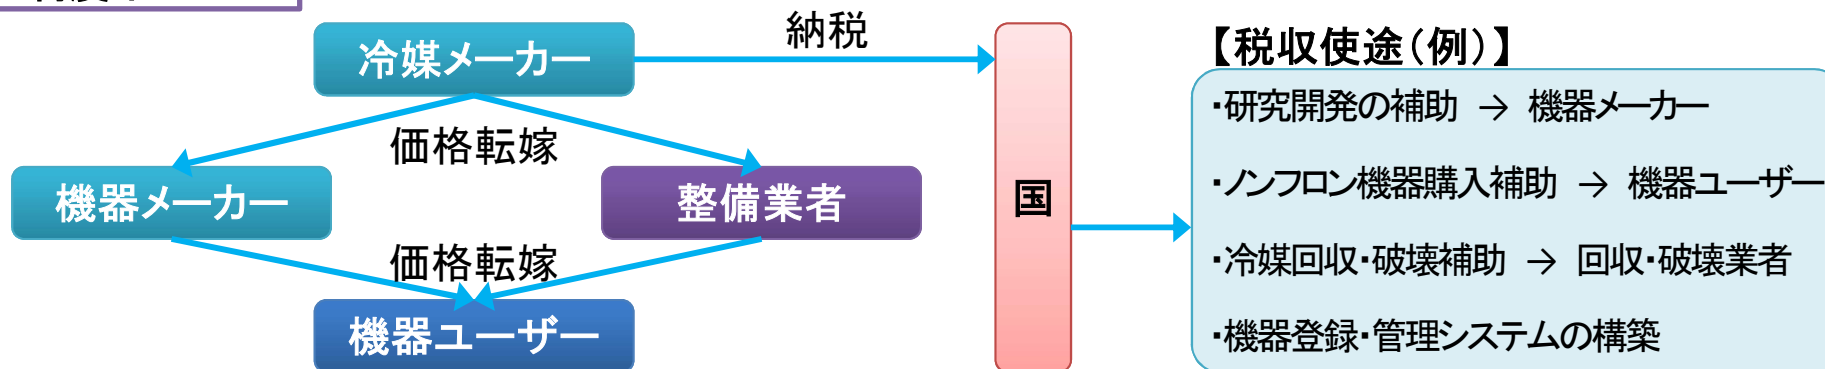 納税
冷媒メーカー
価格転嫁
機器メーカー
整備業者
価格転嫁
機器ユーザー
国
【税収使途(例)】
・研究開発の補助 → 機器メーカー
・ノンフロン機器購入補助 → 機器ユーザー
・冷媒回収・破壊補助 → 回収・破壊業者
・機器登録・管理システムの構築